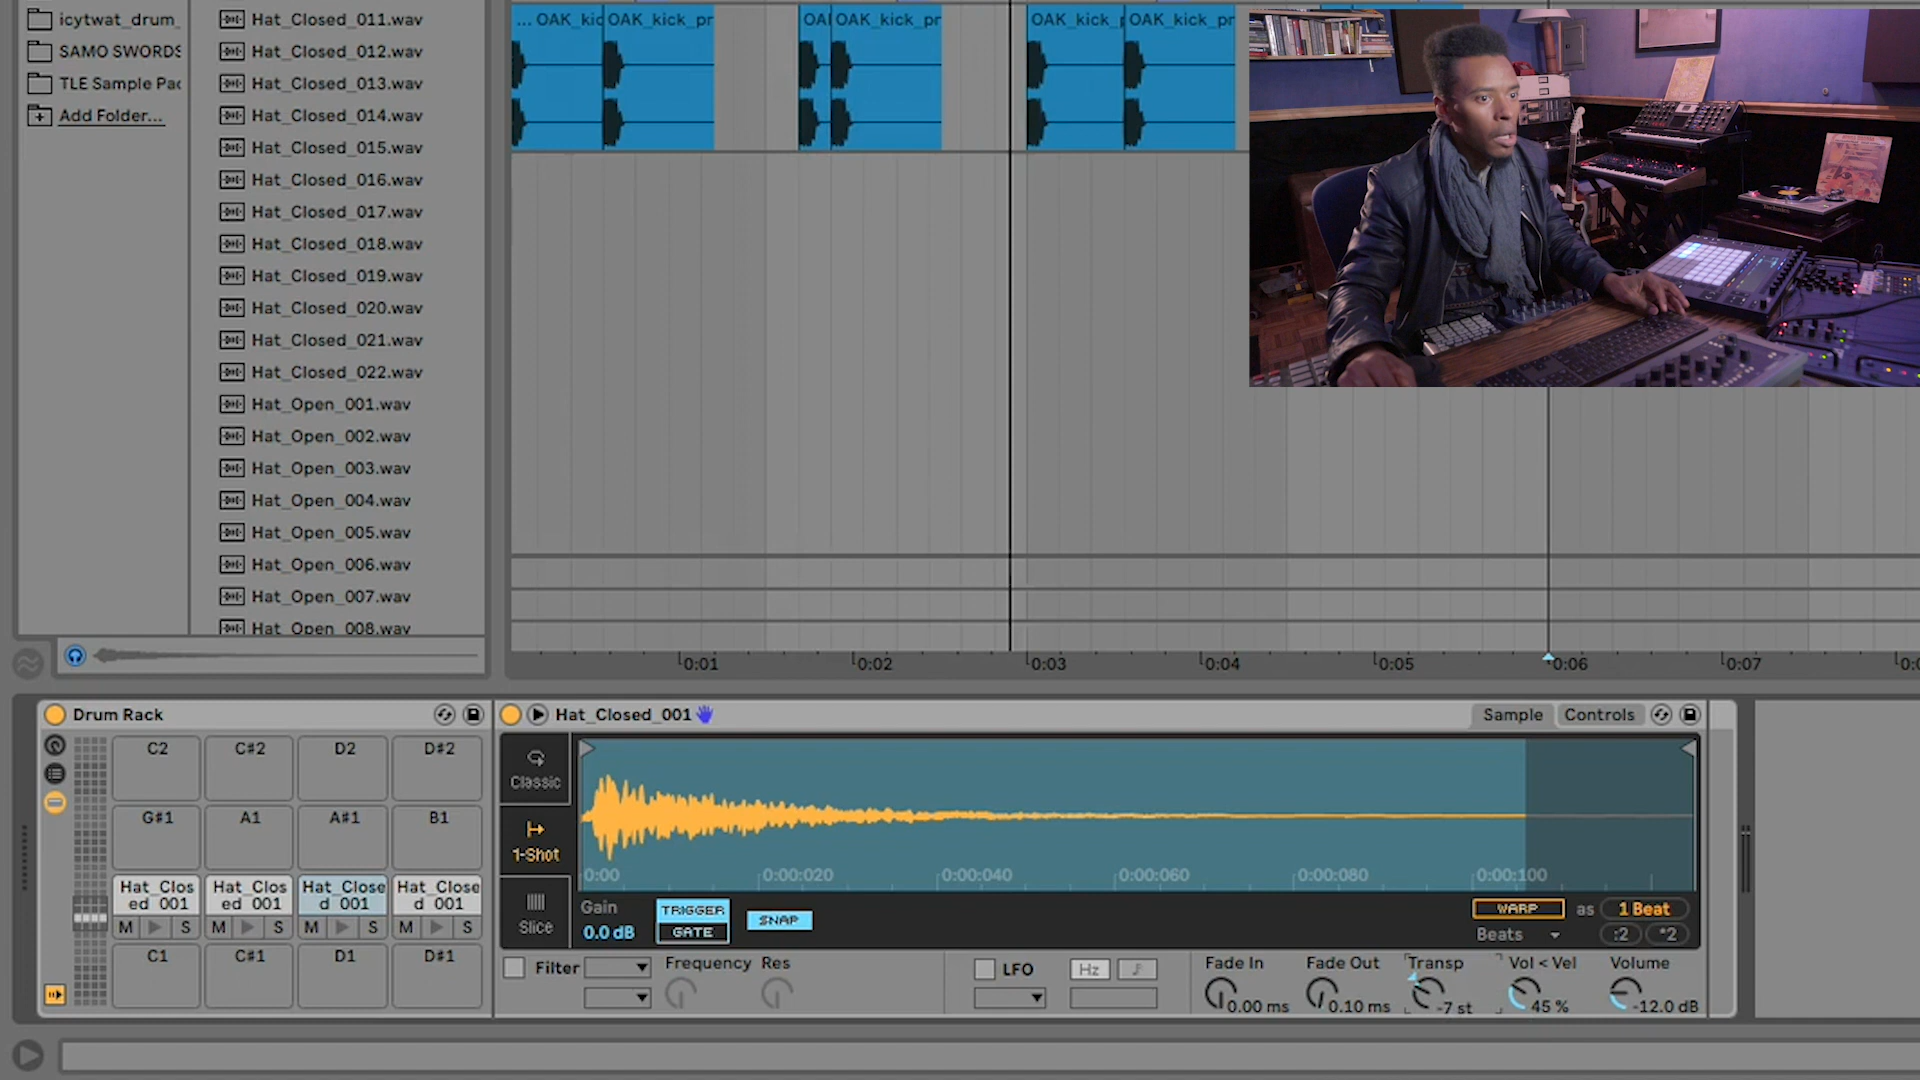 icytwat_drum_
SAMO SWORDS
TLE Sample Pac
Add Folder...
Hat_Closed_011.wav
Hat_Closed_012.wav
Hat_Closed_013.wav
Hat_Closed_014.wav
Hat_Closed_015.wav
Hat_Closed_016.wav
Hat_Closed_017.wav
Hat_Closed_018.wav
Hat_Closed_019.wav
Hat_Closed_020.wav
Hat_Closed_021.wav
Hat_Closed_022.wav
Hat_Open_001.wav
Hat_Open_002.wav
Hat_Open_003.wav
Hat_Open_004.wav
Hat_Open_005.wav
Hat_Open_006.wav
Hat_Open_007.wav
Hat_Open_008.wav
... OAK_kic OAK_kick_pr OA OAK_kick_pr OAK_kick_p OAK_kick_pr
0:01 0:02 0:03 0:04 0:05 0:06 0:07
Drum Rack
C2 C#2 D2 D#2
G#1 A1 A#1 B1
Hat_Clos Hat_Clos Hat_Close Hat_Close
ed_001 ed_001 d_001 d_001
M S M S M S M S
C1 C#1 D1 D#1
Hat_Closed_001 Sample Controls
Classic
1-Shot
Slice
0:00 0:00:020 0:00:040 0:00:060 0:00:080 0:00:100
Gain TRIGGER SNAP WARP as 1 Beat
0.0 dB GATE Beats :2 *2
Filter Frequency Res LFO Hz Fade In Fade Out Transp Vol < Vel Volume
0.00 ms 0.10 ms -7 st 45 % -12.0 dB